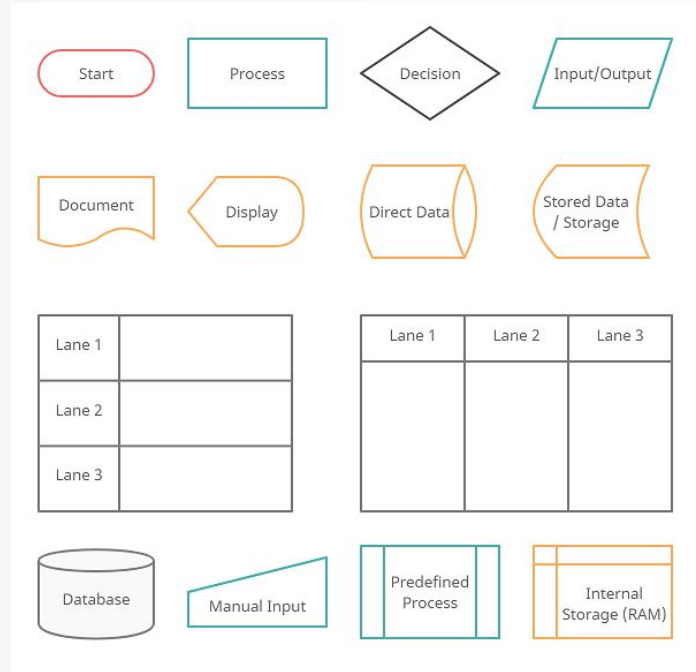 Start
Process
Decision
Input/Output
Document
Display
Direct Data
Stored Data
/ Storage
Lane 1
Lane 2
Lane 3
Lane 1
Lane 2
Lane 3
Database
Manual Input
Predefined
Process
Internal
Storage (RAM)